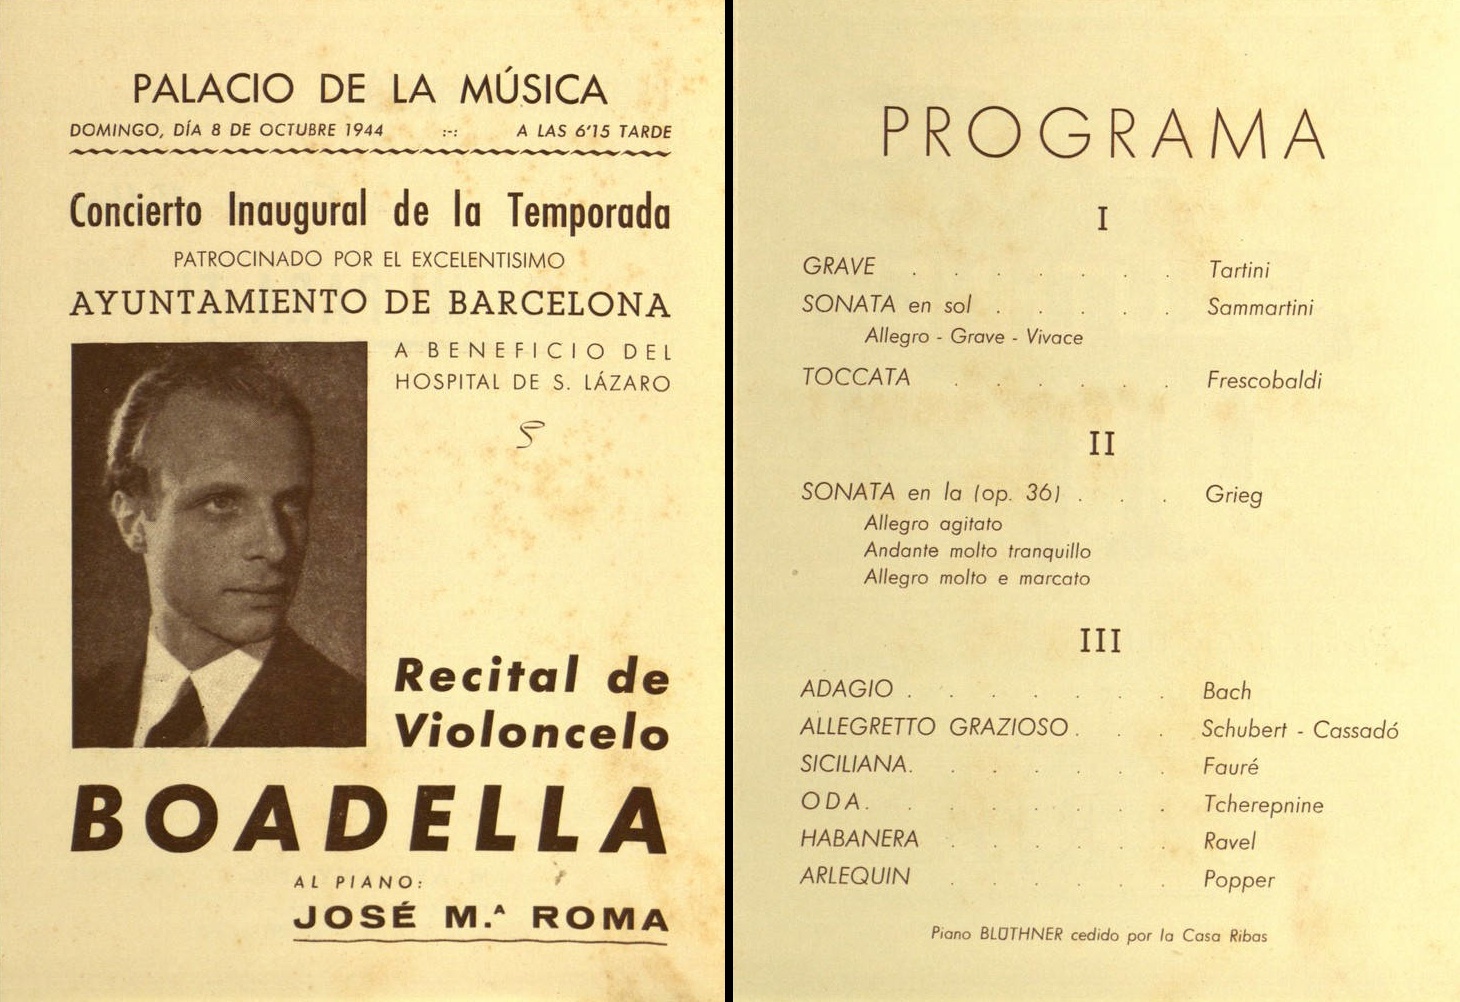 PALACIO DE LA MÚSICA
DOMINGO, DÍA 8 DE OCTUBRE 1944 :-: A LAS 6'15 TARDE
Concierto Inaugural de la Temporada
PATROCINADO POR EL EXCELENTISIMO
AYUNTAMIENTO DE BARCELONA
A BENEFICIO DEL
HOSPITAL DE S. LÁZARO
Recital de
Violoncelo
BOADELLA
AL PIANO:
JOSÉ M.ª ROMA
PROGRAMA
I
GRAVE . . . . . . . Tartini
SONATA en sol . . . . . Sammartini
Allegro - Grave - Vivace
TOCCATA . . . . . . Frescobaldi
II
SONATA en la (op. 36) . . . Grieg
Allegro agitato
Andante molto tranquillo
Allegro molto e marcato
III
ADAGIO . . . . . . . Bach
ALLEGRETTO GRAZIOSO . . . Schubert - Cassadó
SICILIANA . . . . . . . Fauré
ODA . . . . . . . . Tcherepnine
HABANERA . . . . . . Ravel
ARLEQUIN . . . . . . Popper
Piano BLÜTHNER cedido por la Casa Ribas